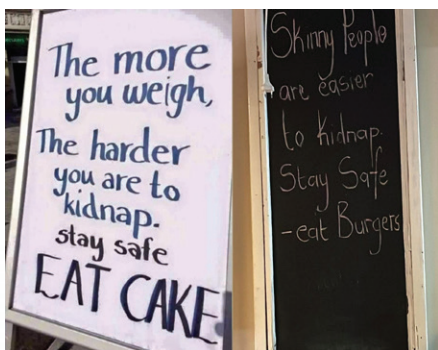 The more
you weigh,
The harder
you are to
kidnap.
stay safe
EAT CAKE
Skinny People
are easier
to kidnap.
Stay Safe
-eat Burgers